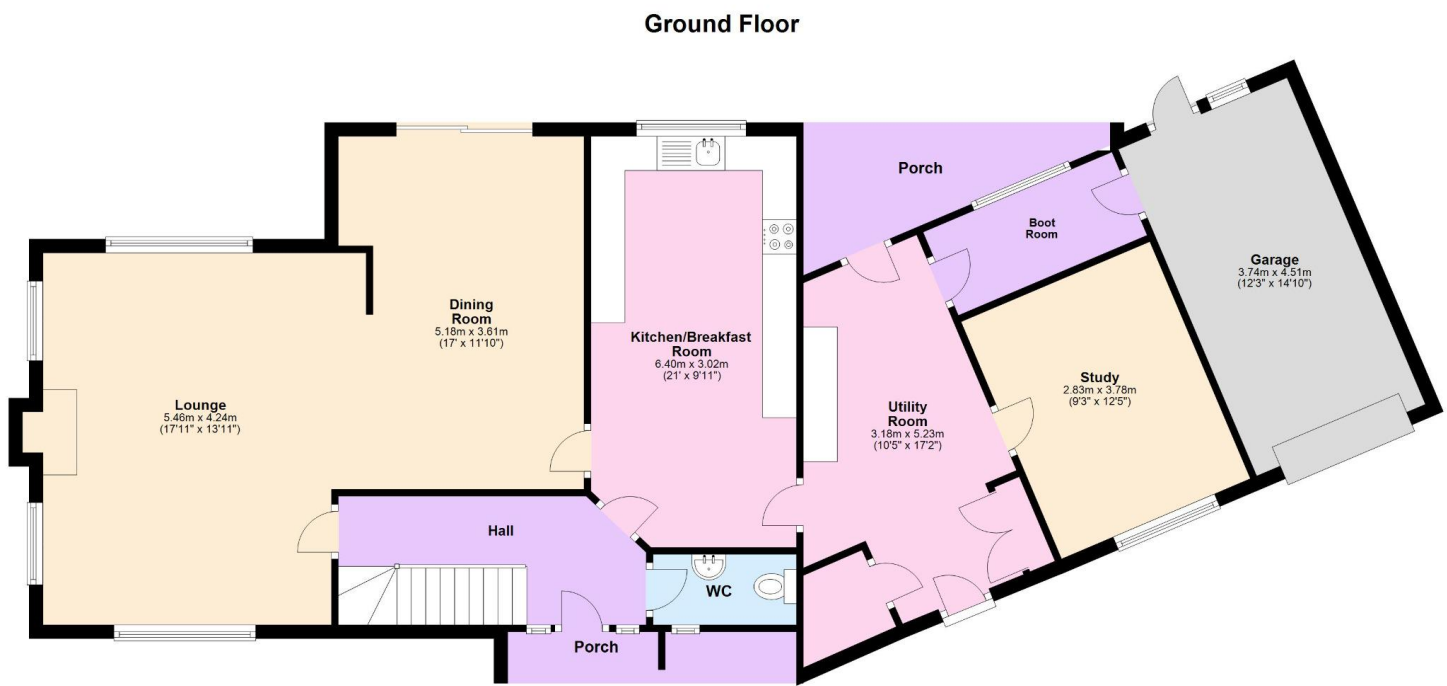 Ground Floor
Porch
Boot
Room
Garage
3.74m x 4.51m
(12'3" x 14'10")
Dining
Room
5.18m x 3.61m
(17' x 11'10")
Kitchen/Breakfast
Room
6.40m x 3.02m
(21' x 9'11")
Study
2.83m x 3.78m
(9'3" x 12'5")
Lounge
5.46m x 4.24m
(17'11" x 13'11")
Utility
Room
3.18m x 5.23m
(10'5" x 17'2")
Hall
WC
Porch